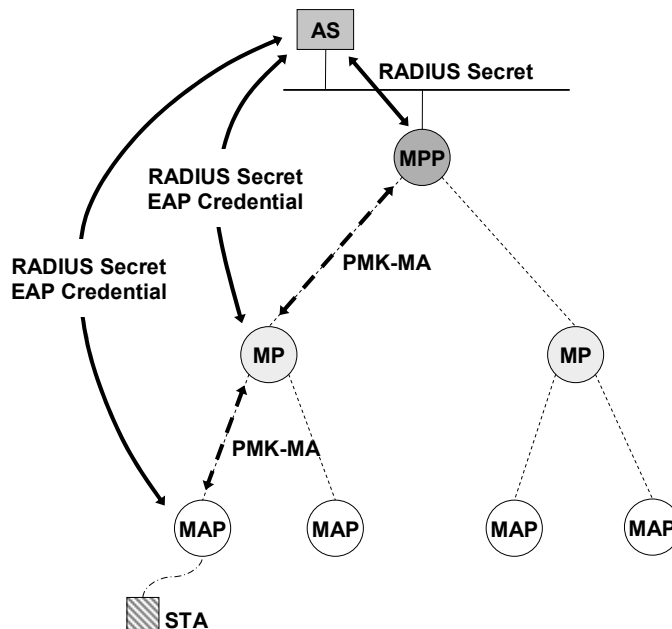 AS
RADIUS Secret
MPP
RADIUS Secret
EAP Credential
PMK-MA
RADIUS Secret
EAP Credential
MP
MP
PMK-MA
MAP
MAP
MAP
MAP
STA